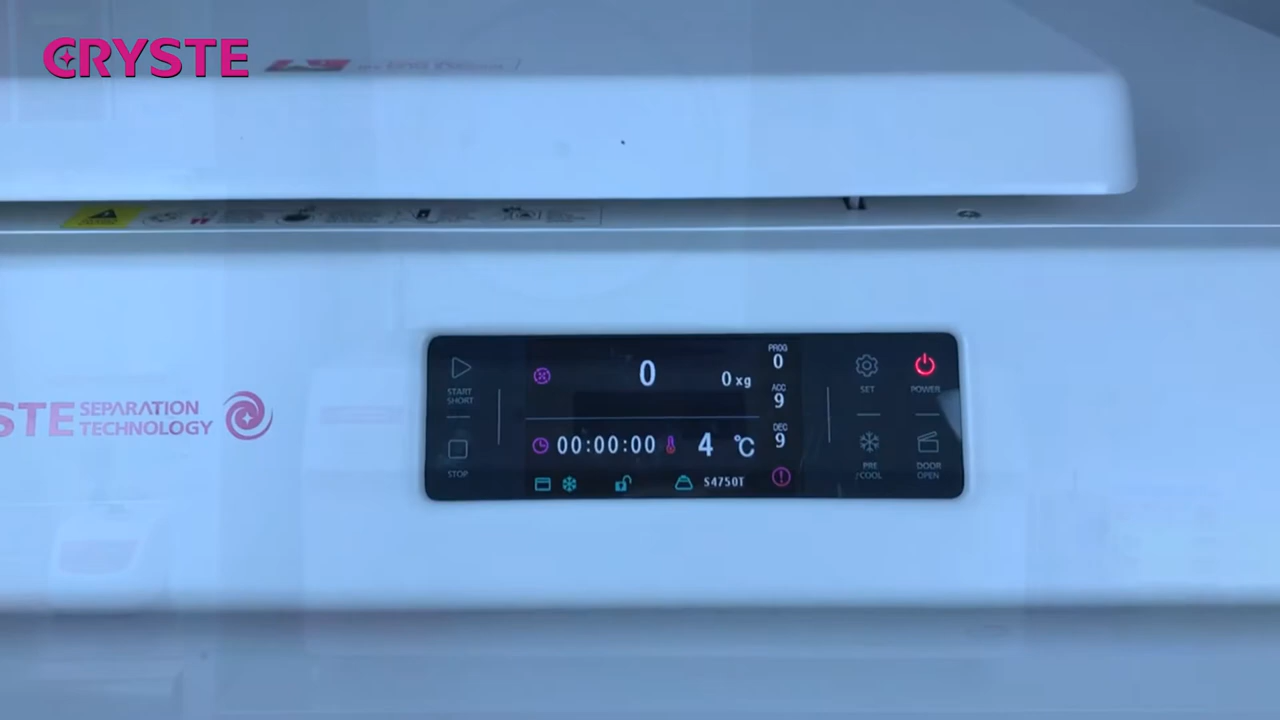 CRYSTE
START
SHORT
STOP
0
0 xg
00:00:00
4 ℃
S4750T
PROG
0
ACC
9
DEC
9
SET
POWER
PRE
/COOL
DOOR
OPEN
STE SEPARATION
TECHNOLOGY